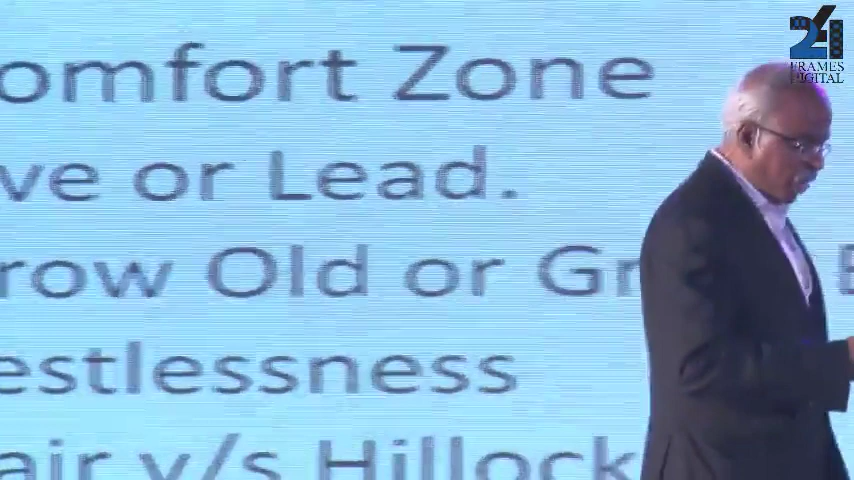 omfort Zone
ve or Lead.
row Old or Gr
estlessness
air v/s Hillock
24
FRAMES
DIGITAL